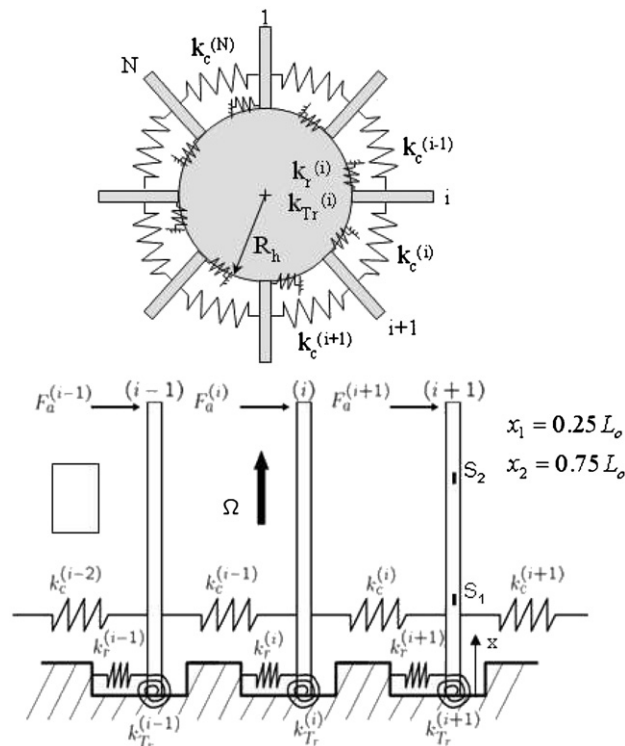 1
k_c^(N)
N
k_c^(i-1)
k_r^(i)
i
k_Tr^(i)
R_h
k_c^(i)
i+1
k_c^(i+1)
F_a^(i-1) (i − 1) F_a^(i) (i) F_a^(i+1) (i + 1)
x_1 = 0.25 L_o
x_2 = 0.75 L_o
S_2
Ω
k_c^(i-2) k_c^(i-1) k_c^(i) k_c^(i+1)
S_1
k_r^(i-1) k_r^(i) k_r^(i+1) x
k_Tr^(i-1) k_Tr^(i) k_Tr^(i+1)